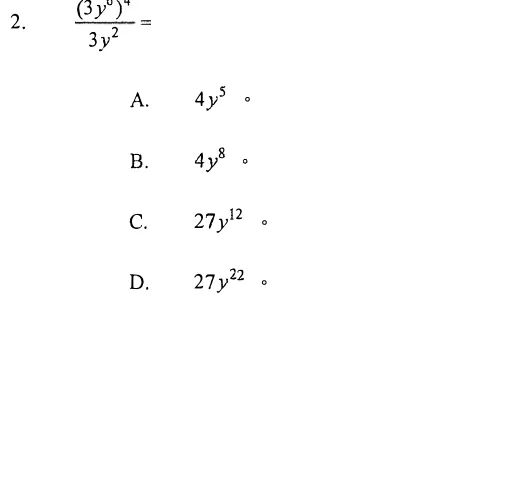 2. (3y⁶)⁴ / 3y² =
A. 4y⁵ 。
B. 4y⁸ 。
C. 27y¹² 。
D. 27y²² 。